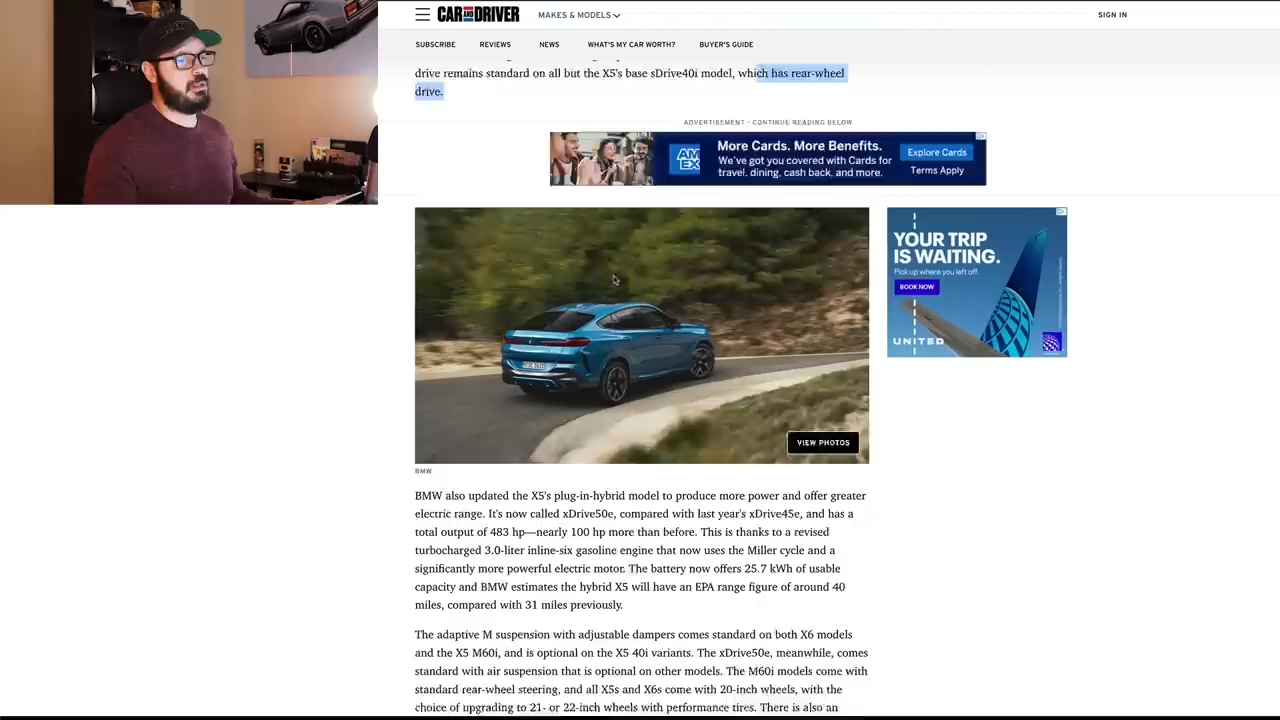 CAR AND DRIVER
MAKES & MODELS
SIGN IN
SUBSCRIBE
REVIEWS
NEWS
WHAT'S MY CAR WORTH?
BUYER'S GUIDE
drive remains standard on all but the X5's base sDrive40i model, which has rear-wheel
drive.
ADVERTISEMENT - CONTINUE READING BELOW
AM
EX
More Cards. More Benefits.
We've got you covered with Cards for
travel, dining, cash back, and more.
Explore Cards
Terms Apply
YOUR TRIP
IS WAITING.
Pick up where you left off.
BOOK NOW
UNITED
VIEW PHOTOS
BMW
BMW also updated the X5's plug-in-hybrid model to produce more power and offer greater
electric range. It's now called xDrive50e, compared with last year's xDrive45e, and has a
total output of 483 hp—nearly 100 hp more than before. This is thanks to a revised
turbocharged 3.0-liter inline-six gasoline engine that now uses the Miller cycle and a
significantly more powerful electric motor. The battery now offers 25.7 kWh of usable
capacity and BMW estimates the hybrid X5 will have an EPA range figure of around 40
miles, compared with 31 miles previously.
The adaptive M suspension with adjustable dampers comes standard on both X6 models
and the X5 M60i, and is optional on the X5 40i variants. The xDrive50e, meanwhile, comes
standard with air suspension that is optional on other models. The M60i models come with
standard rear-wheel steering, and all X5s and X6s come with 20-inch wheels, with the
choice of upgrading to 21- or 22-inch wheels with performance tires. There is also an